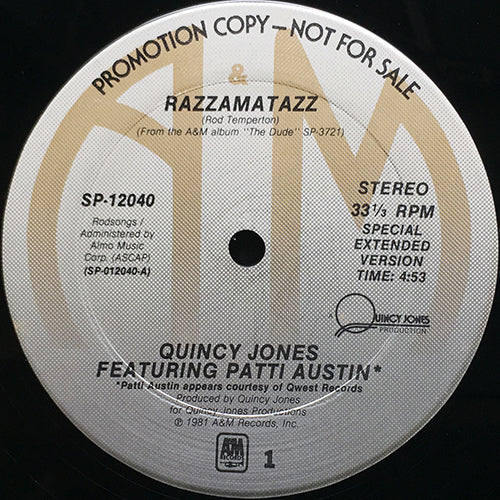 PROMOTION COPY—NOT FOR SALE
&
RAZZAMATAZZ
(Rod Temperton)
(From the A&M album "The Dude" SP-3721)
SP-12040
Rodsongs /
Administered by
Almo Music
Corp. (ASCAP)
(SP-012040-A)
STEREO
33 1/3 RPM
SPECIAL
EXTENDED
VERSION
TIME: 4:53
A
QUINCY JONES
PRODUCTION
QUINCY JONES
FEATURING PATTI AUSTIN*
*Patti Austin appears courtesy of Qwest Records
Produced by Quincy Jones
for Quincy Jones Productions
℗ 1981 A&M Records, Inc.
A&M
RECORDS
1